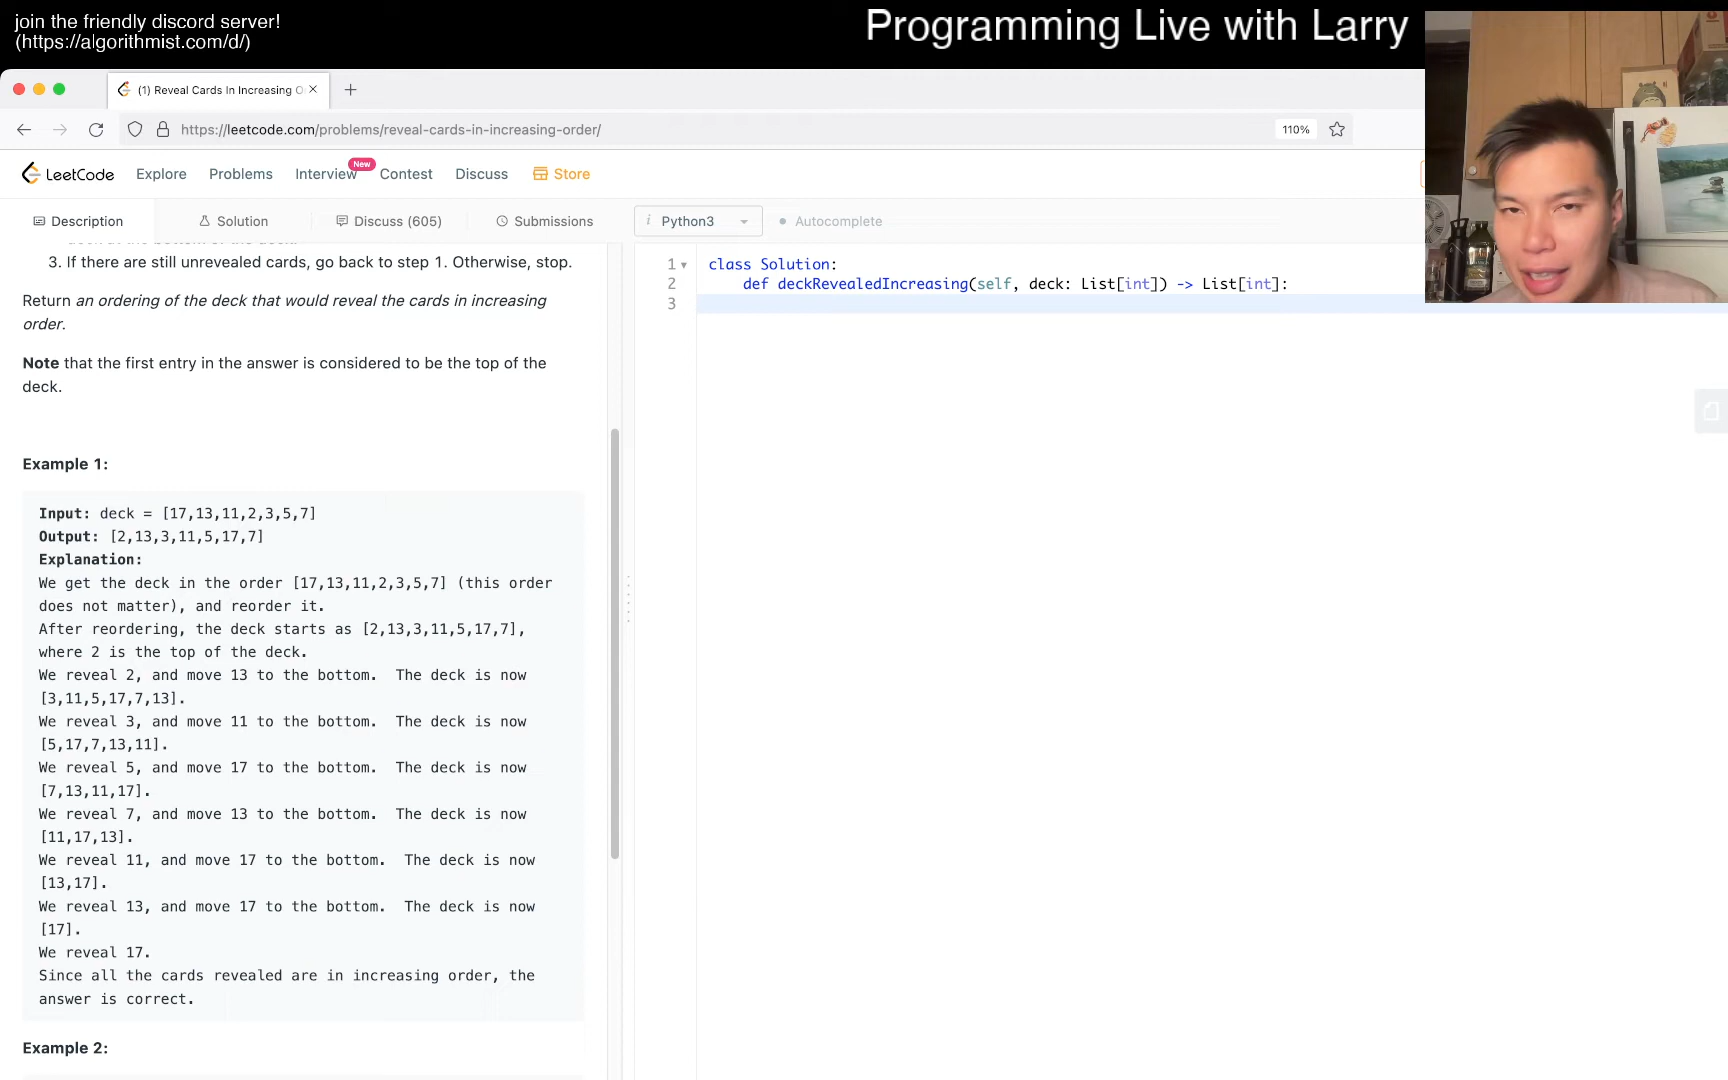 join the friendly discord server!
(https://algorithmist.com/d/)
Programming Live with Larry
(1) Reveal Cards In Increasing O
https://leetcode.com/problems/reveal-cards-in-increasing-order/
110%
LeetCode
Explore
Problems
Interview
New
Contest
Discuss
Store
Description
Solution
Discuss (605)
Submissions
i Python3
Autocomplete
3. If there are still unrevealed cards, go back to step 1. Otherwise, stop.
Return an ordering of the deck that would reveal the cards in increasing
order.
Note that the first entry in the answer is considered to be the top of the
deck.
Example 1:
Input: deck = [17,13,11,2,3,5,7]
Output: [2,13,3,11,5,17,7]
Explanation:
We get the deck in the order [17,13,11,2,3,5,7] (this order
does not matter), and reorder it.
After reordering, the deck starts as [2,13,3,11,5,17,7],
where 2 is the top of the deck.
We reveal 2, and move 13 to the bottom.  The deck is now
[3,11,5,17,7,13].
We reveal 3, and move 11 to the bottom.  The deck is now
[5,17,7,13,11].
We reveal 5, and move 17 to the bottom.  The deck is now
[7,13,11,17].
We reveal 7, and move 13 to the bottom.  The deck is now
[11,17,13].
We reveal 11, and move 17 to the bottom.  The deck is now
[13,17].
We reveal 13, and move 17 to the bottom.  The deck is now
[17].
We reveal 17.
Since all the cards revealed are in increasing order, the
answer is correct.
Example 2:
1 class Solution:
2     def deckRevealedIncreasing(self, deck: List[int]) -> List[int]:
3